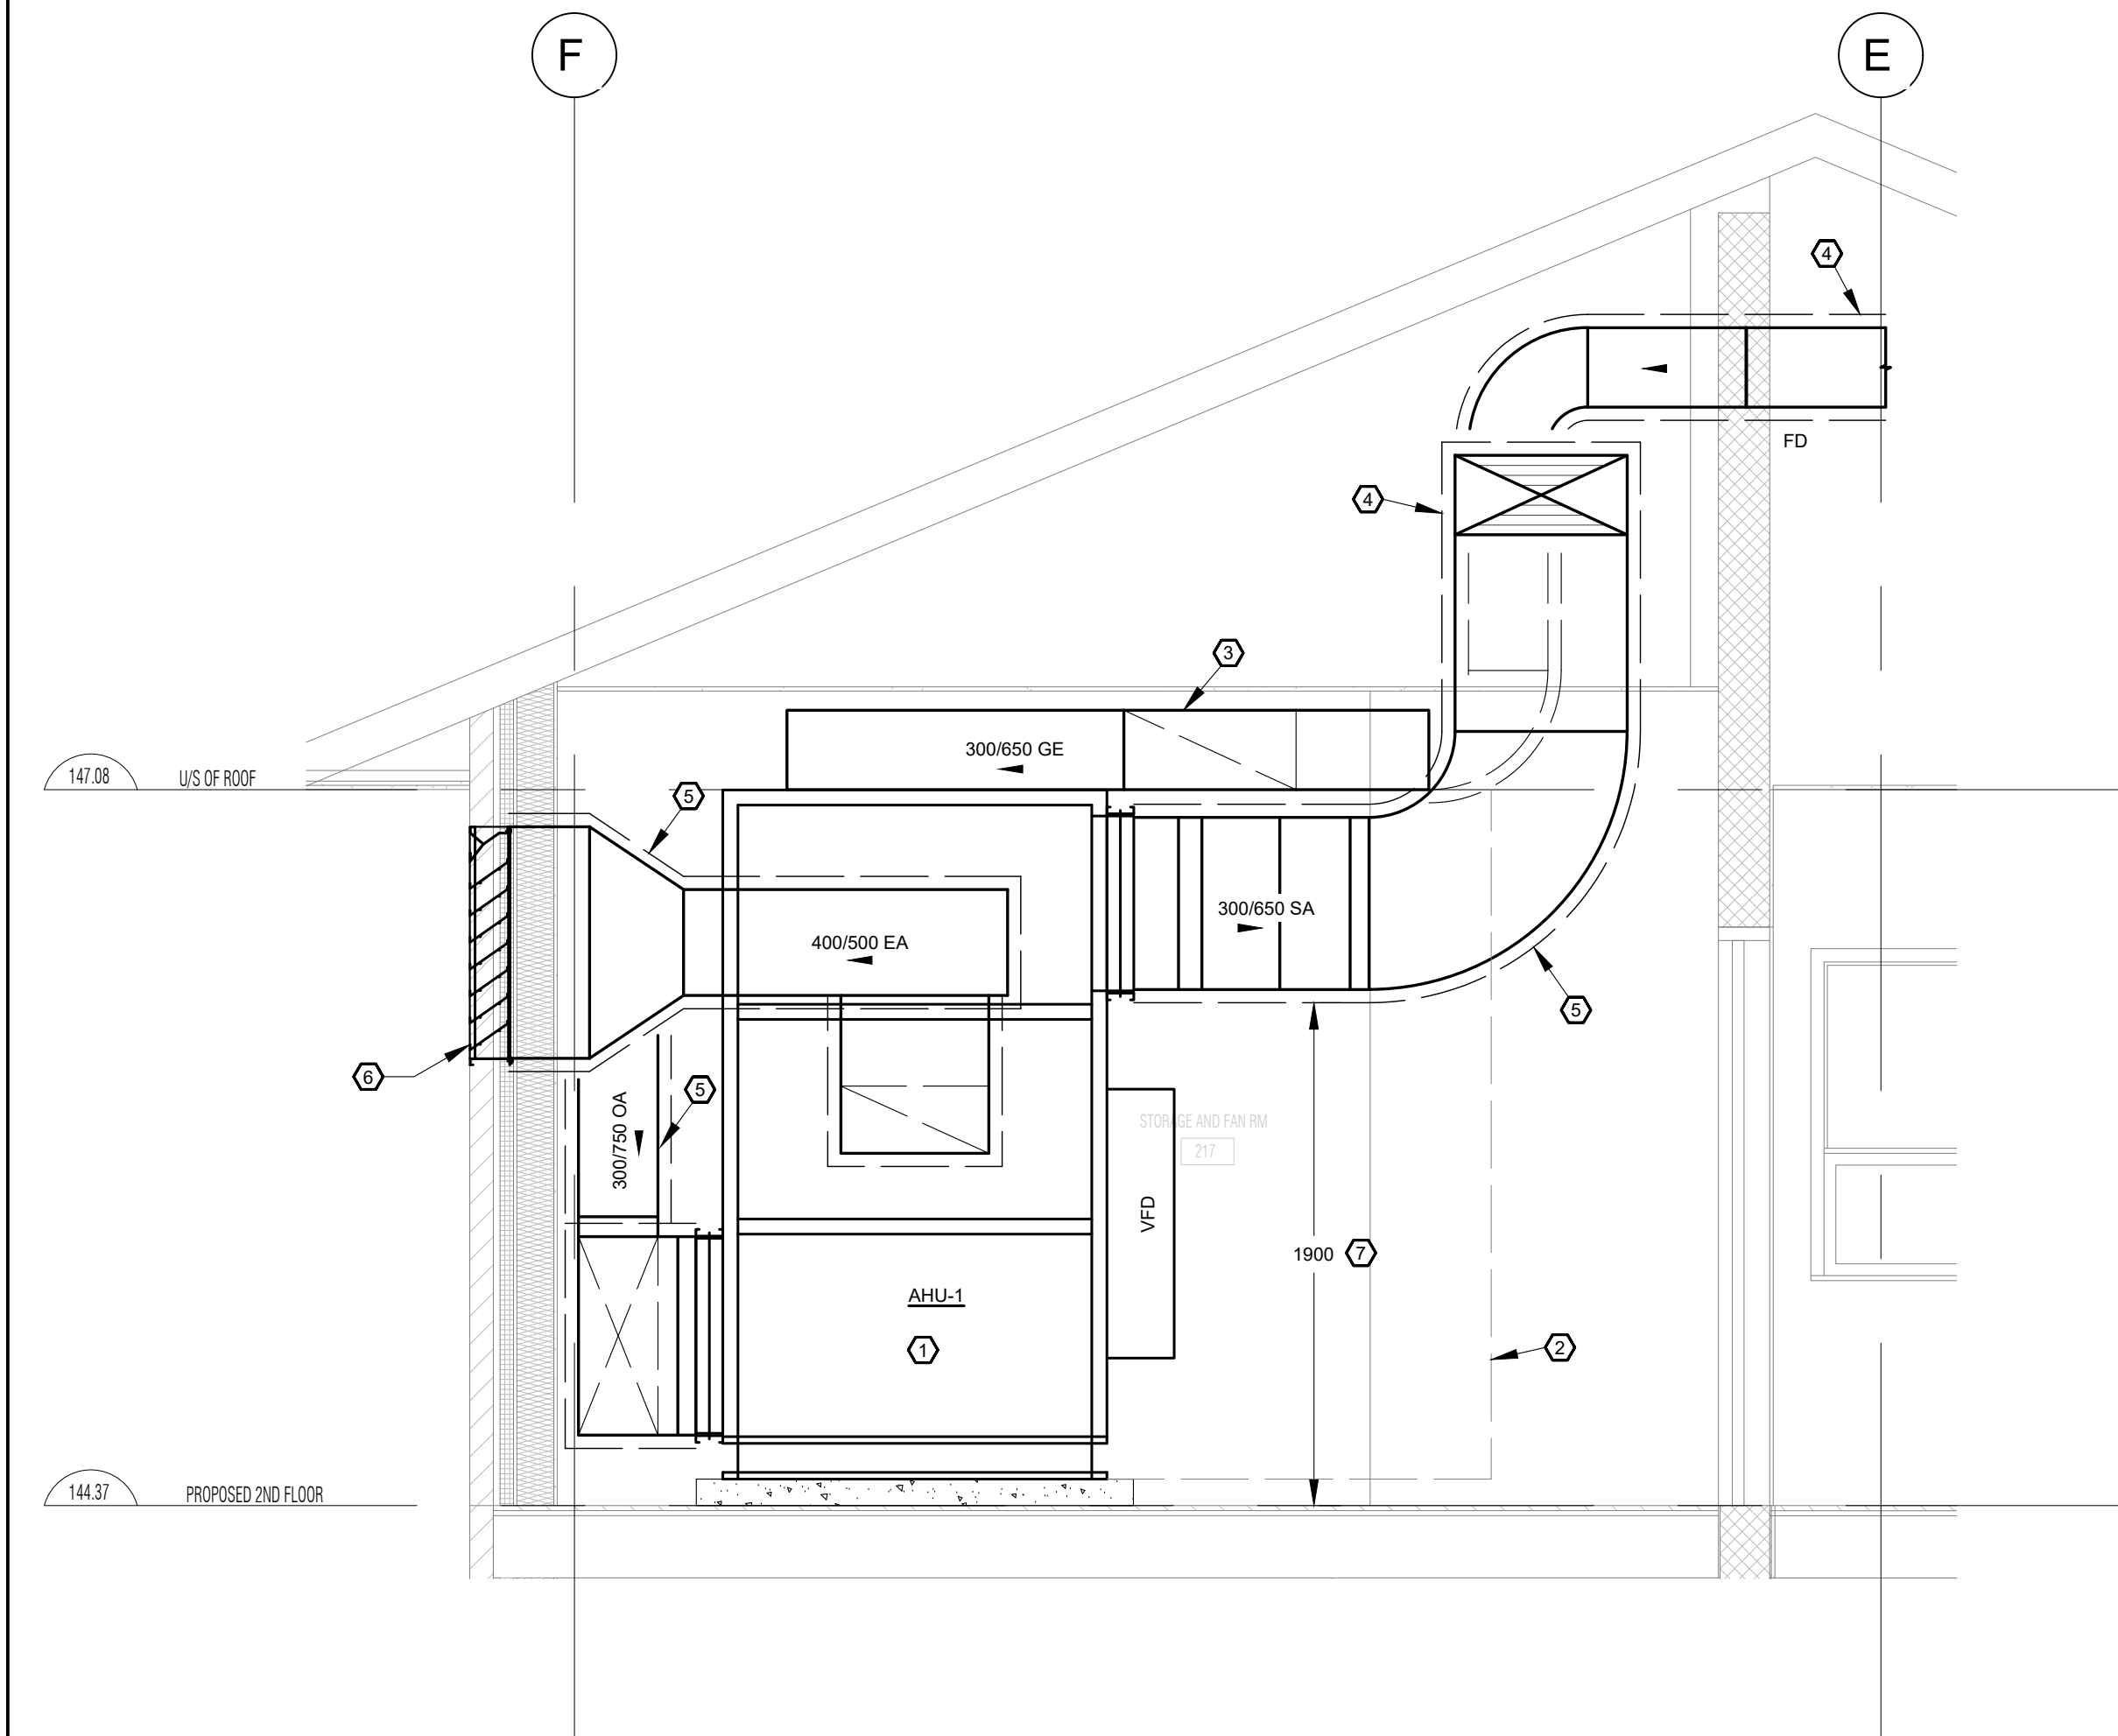 F
E
4
FD
4
3
300/650 GE
147.08
U/S OF ROOF
5
300/650 SA
400/500 EA
5
6
5
300/750 OA
STORAGE AND FAN RM
217
VFD
1900
7
AHU-1
1
2
144.37
PROPOSED 2ND FLOOR